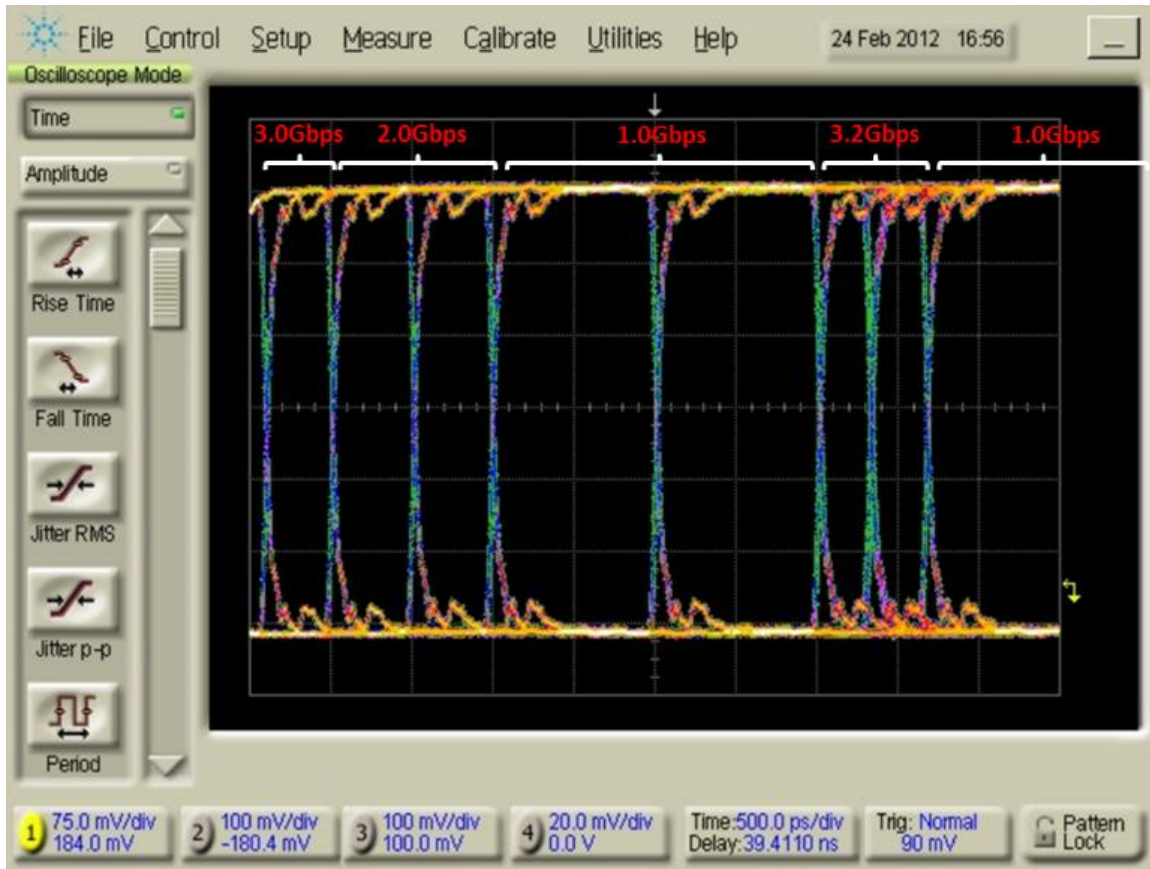 File Control Setup Measure Calibrate Utilities Help 24 Feb 2012 16:56
Oscilloscope Mode
Time
Amplitude
3.0Gbps 2.0Gbps 1.0Gbps 3.2Gbps 1.0Gbps
Rise Time
Fall Time
Jitter RMS
Jitter p-p
Period
1 75.0 mV/div
184.0 mV
2 100 mV/div
-180.4 mV
3 100 mV/div
100.0 mV
4 20.0 mV/div
0.0 V
Time:500.0 ps/div
Delay:39.4110 ns
Trig: Normal
90 mV
Pattern
Lock